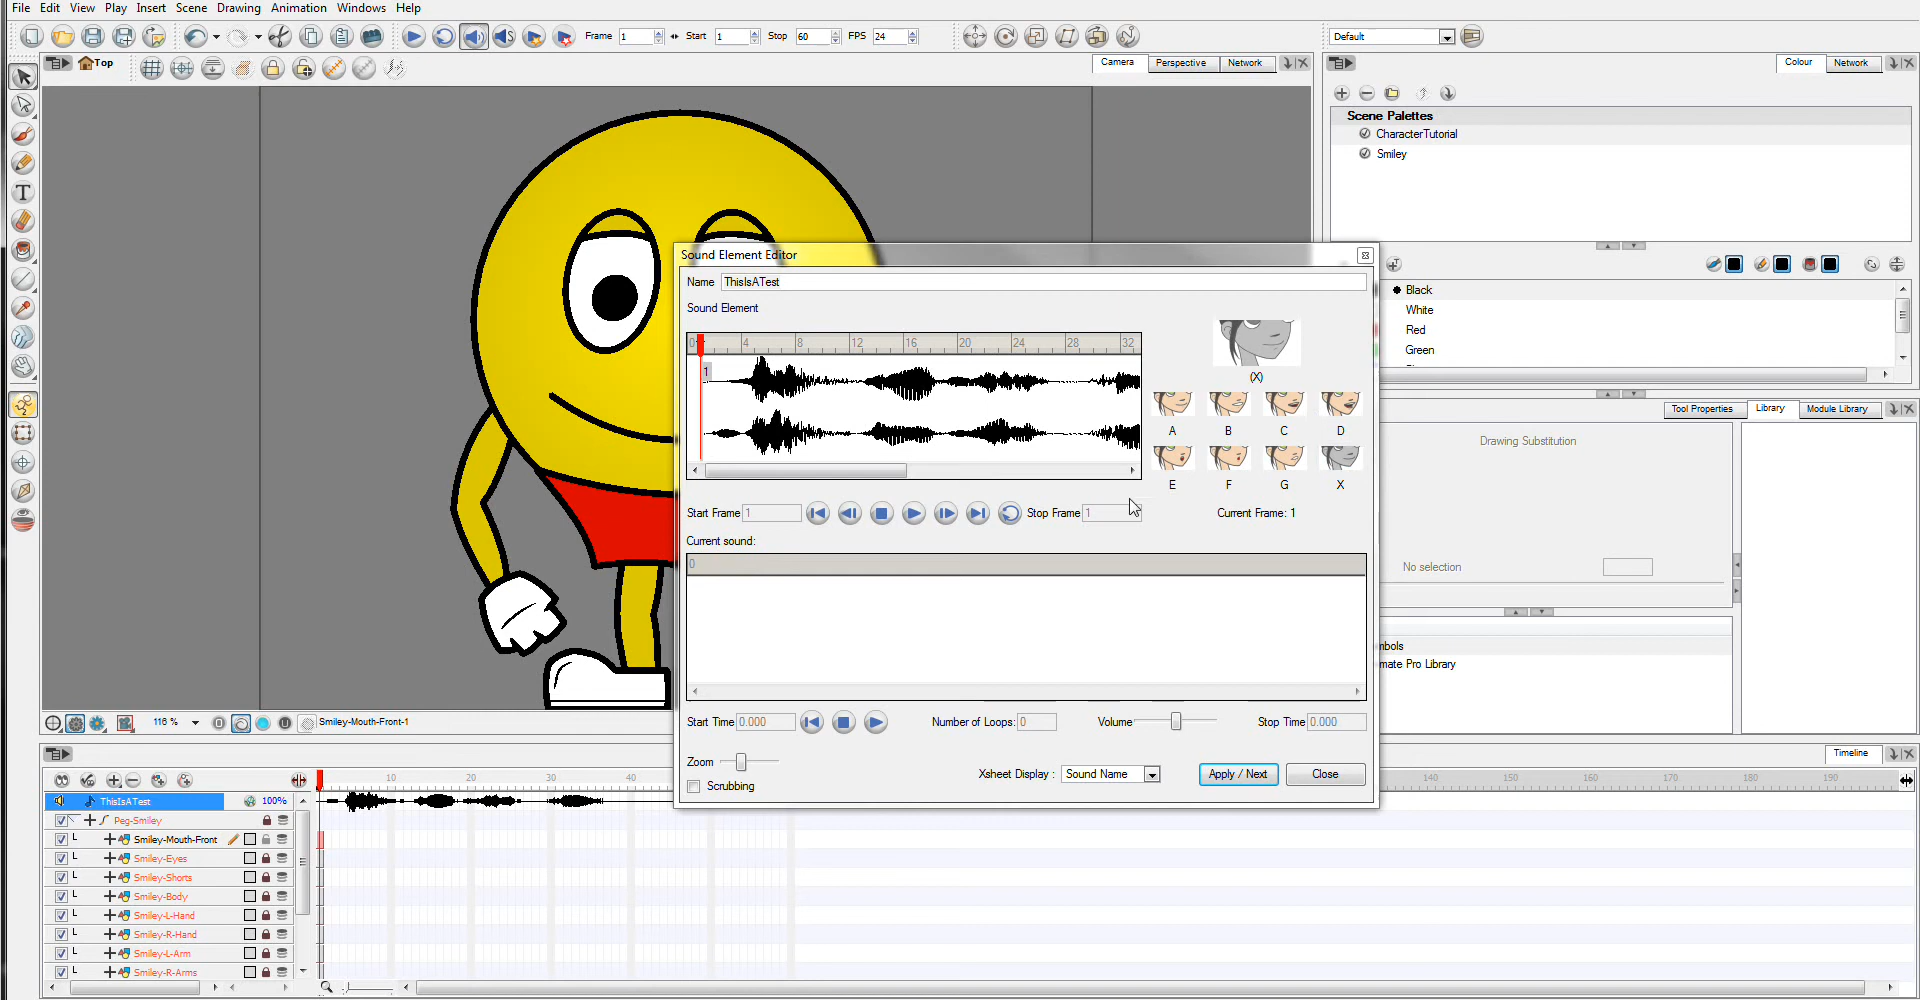 File Edit View Play Insert Scene Drawing Animation Windows Help
Frame 1 Start 1 Stop 60 FPS 24
Default
Top
Camera Perspective Network
Colour Network
Scene Palettes
CharacterTutorial
Smiley
Sound Element Editor
Name ThisIsATest
Sound Element
0 4 8 12 16 20 24 28 32
1
(X)
A B C D
E F G X
Start Frame 1
Stop Frame 1
Current Frame: 1
Current sound:
0
Start Time 0.000
Number of Loops: 0
Volume
Stop Time 0.000
Zoom
Scrubbing
Xsheet Display : Sound Name
Apply / Next
Close
Black
White
Red
Green
Tool Properties Library Module Library
Drawing Substitution
No selection
nbols
mate Pro Library
116 %
Smiley-Mouth-Front-1
Timeline
10 20 30 40 140 150 160 170 180 190
ThisIsATest 100%
Peg-Smiley
Smiley-Mouth-Front
Smiley-Eyes
Smiley-Shorts
Smiley-Body
Smiley-L-Hand
Smiley-R-Hand
Smiley-L-Arm
Smiley-R-Arms